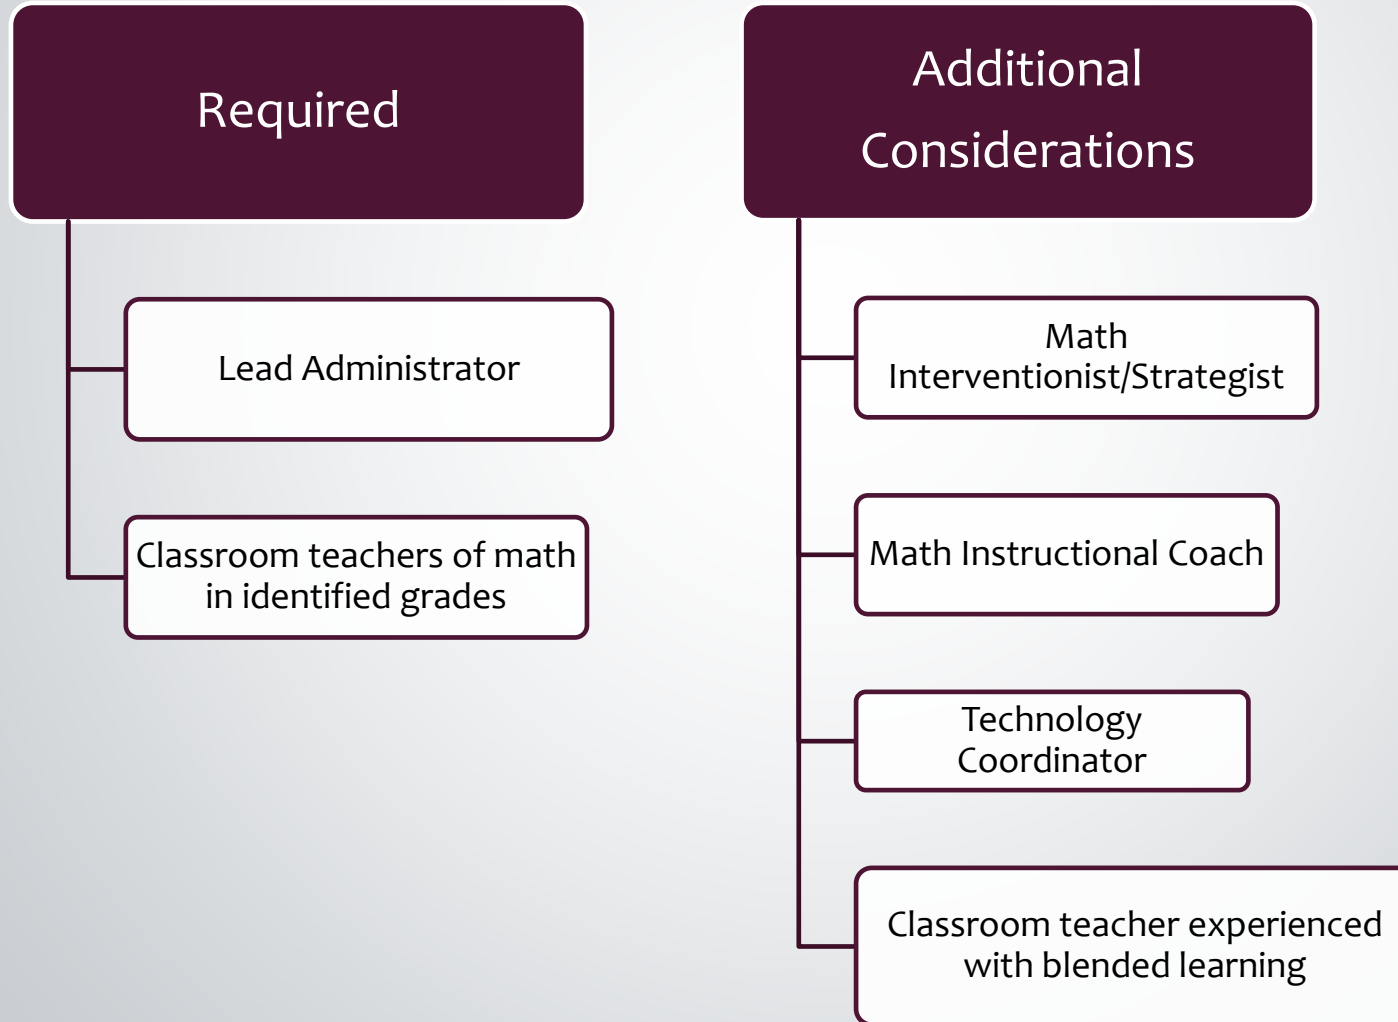 Required
Lead Administrator
Classroom teachers of math
in identified grades
Additional
Considerations
Math
Interventionist/Strategist
Math Instructional Coach
Technology
Coordinator
Classroom teacher experienced
with blended learning